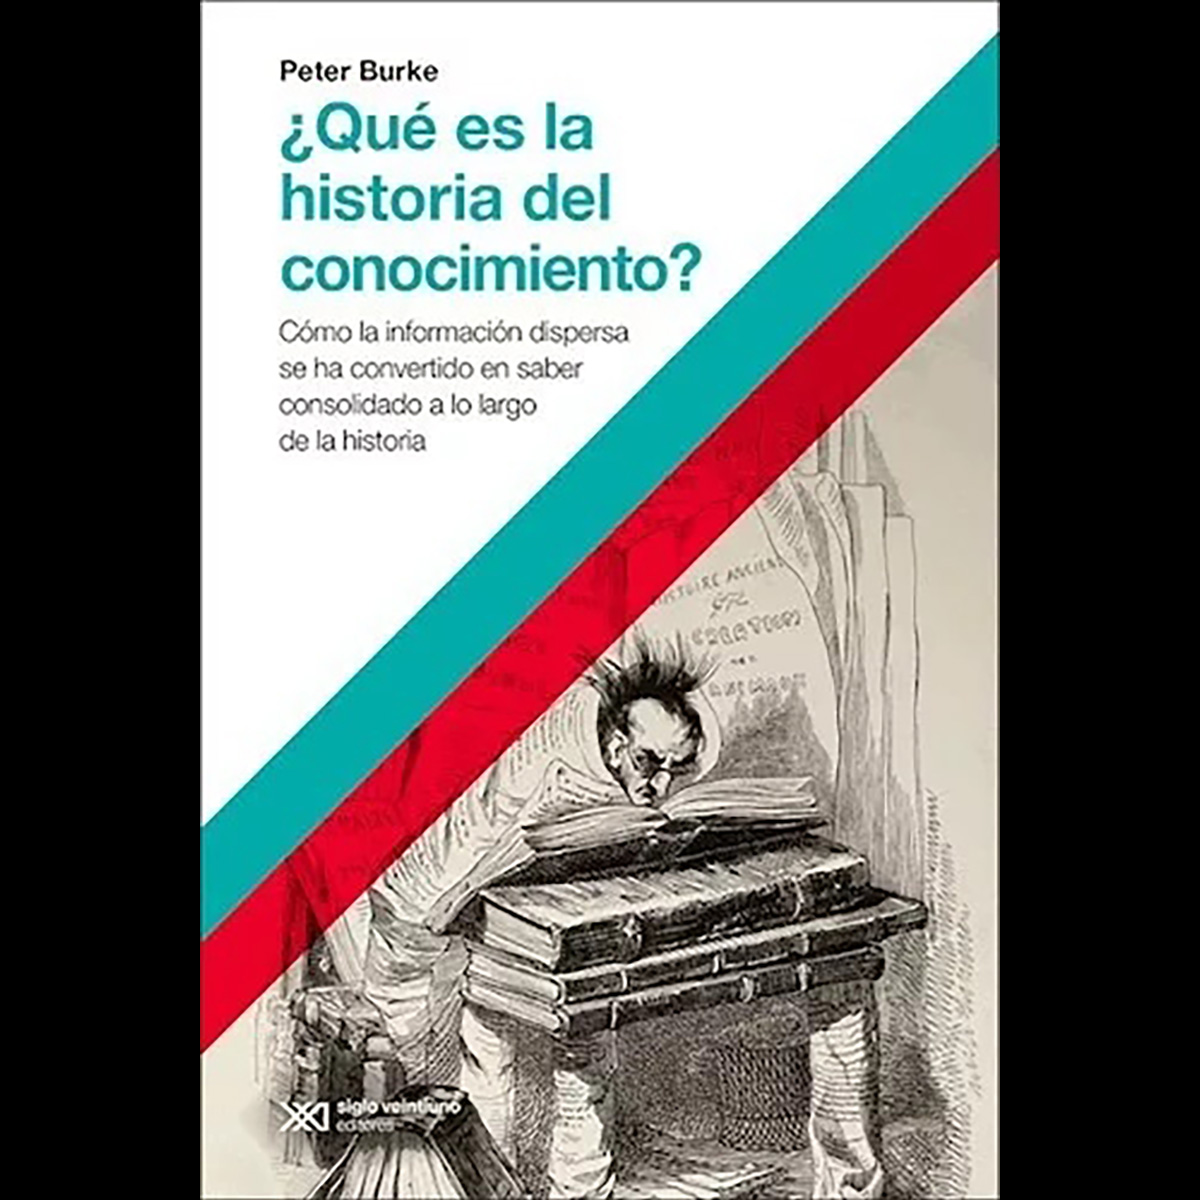 Peter Burke
¿Qué es la
historia del
conocimiento?
Cómo la información dispersa
se ha convertido en saber
consolidado a lo largo
de la historia
CREATION
siglo veintiuno
editores